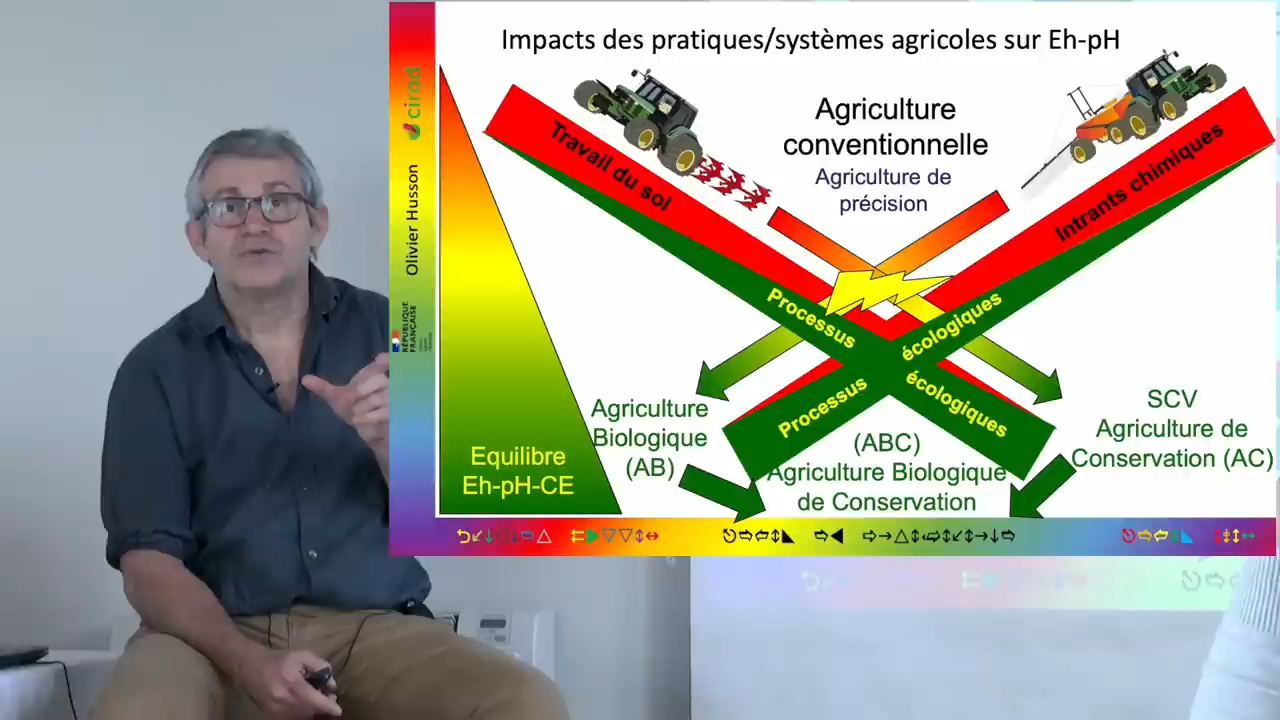 Impacts des pratiques/systèmes agricoles sur Eh-pH
cirad
Olivier Husson
RÉPUBLIQUE
FRANÇAISE
Travail du sol
Agriculture
conventionnelle
Agriculture de
précision
Intrants chimiques
Processus
écologiques
Processus
écologiques
Agriculture
Biologique
(AB)
(ABC)
Agriculture Biologique
de Conservation
SCV
Agriculture de
Conservation (AC)
Equilibre
Eh-pH-CE